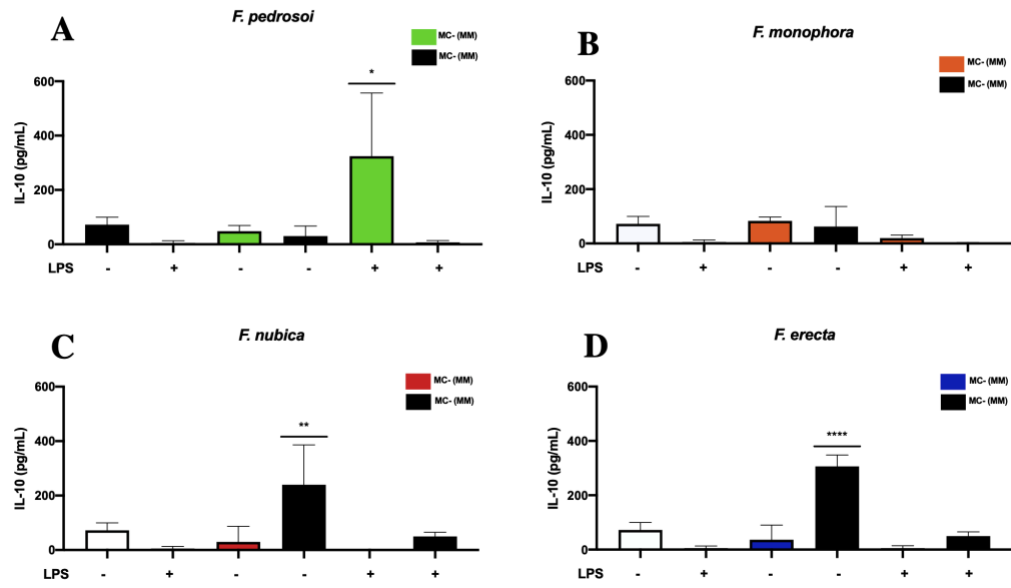 A
F. pedrosoi
MC- (MM)
MC- (MM)
IL-10 (pg/mL)
600
400
200
0
*
LPS - + - - + +
B
F. monophora
MC- (MM)
MC- (MM)
IL-10 (pg/mL)
600
400
200
0
LPS - + - - + +
C
F. nubica
MC- (MM)
MC- (MM)
IL-10 (pg/mL)
600
400
200
0
**
LPS - + - - + +
D
F. erecta
MC- (MM)
MC- (MM)
IL-10 (pg/mL)
600
400
200
0
****
LPS - + - - + +